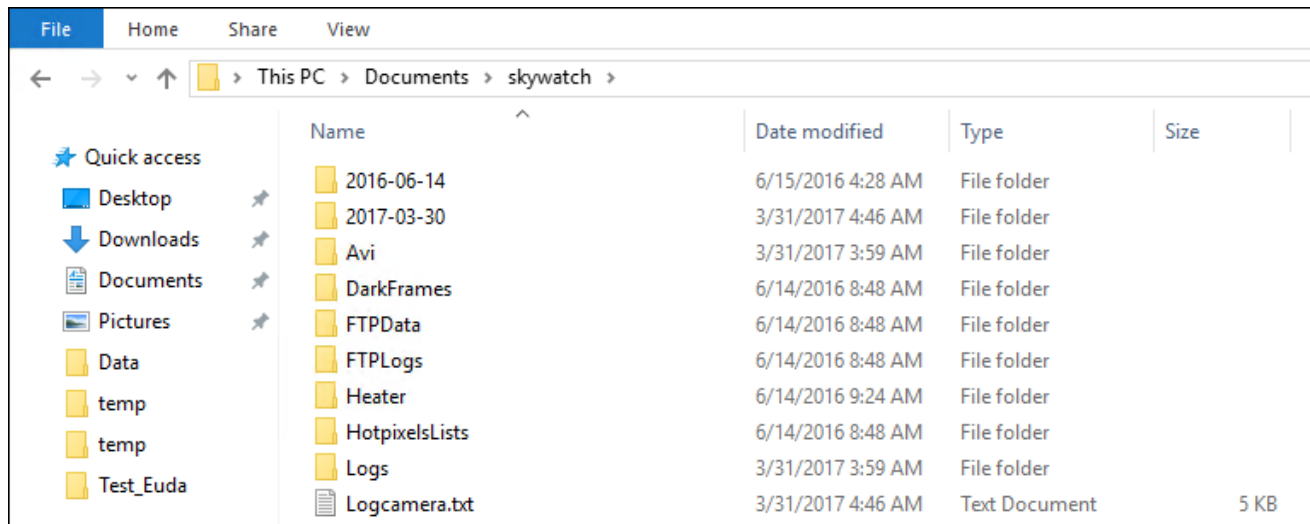 File Home Share View
This PC > Documents > skywatch >
Name Date modified Type Size
Quick access
Desktop
Downloads
Documents
Pictures
Data
temp
temp
Test_Euda
2016-06-14 6/15/2016 4:28 AM File folder
2017-03-30 3/31/2017 4:46 AM File folder
Avi 3/31/2017 3:59 AM File folder
DarkFrames 6/14/2016 8:48 AM File folder
FTPData 6/14/2016 8:48 AM File folder
FTPLogs 6/14/2016 8:48 AM File folder
Heater 6/14/2016 9:24 AM File folder
HotpixelsLists 6/14/2016 8:48 AM File folder
Logs 3/31/2017 3:59 AM File folder
Logcamera.txt 3/31/2017 4:46 AM Text Document 5 KB